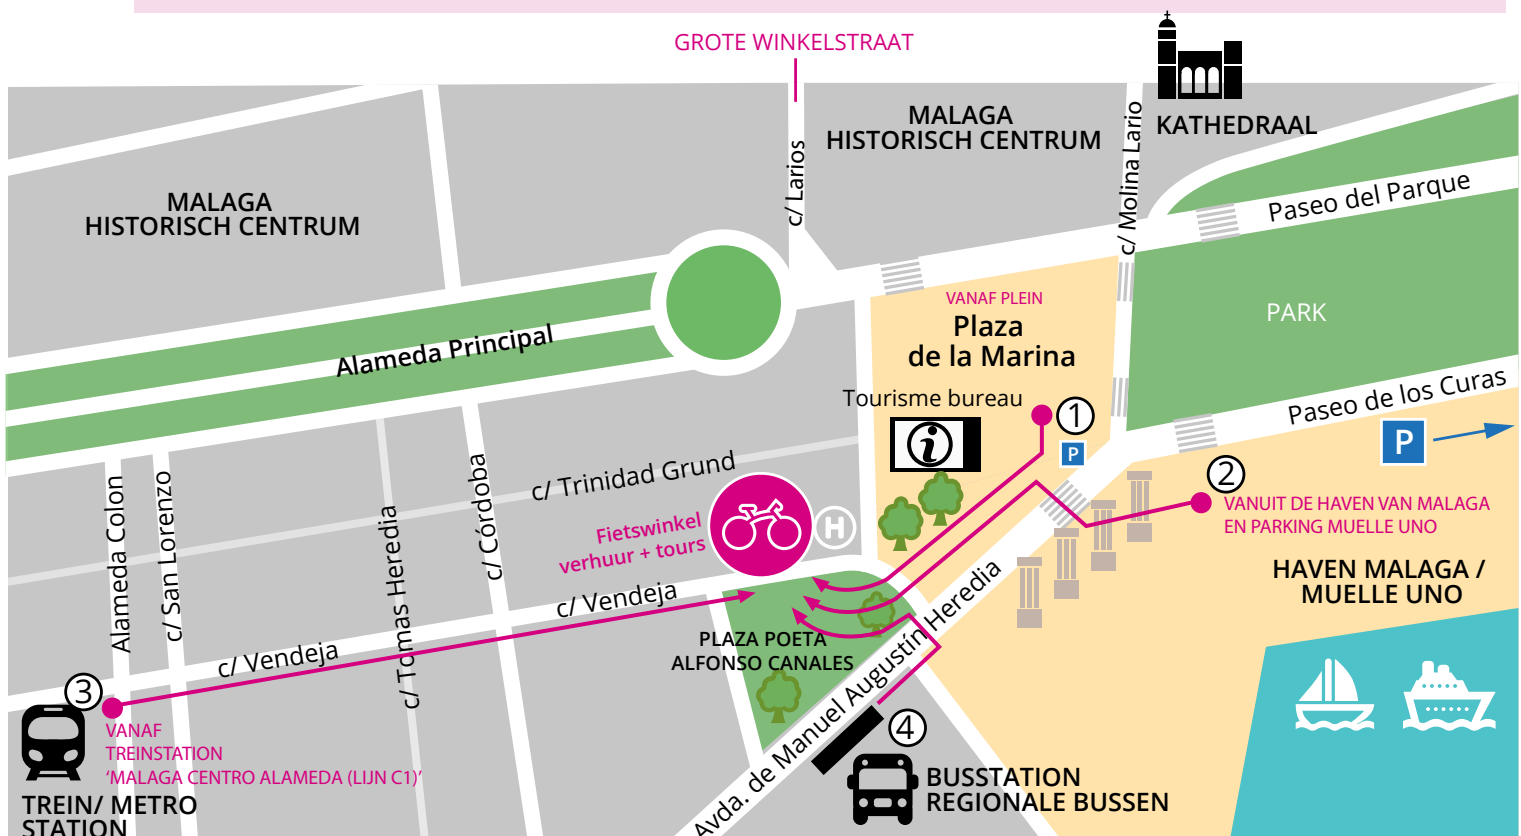 GROTE WINKELSTRAAT
MALAGA
HISTORISCH CENTRUM
KATHEDRAAL
MALAGA
HISTORISCH CENTRUM
c/ Larios
c/ Molina Lario
Paseo del Parque
VANAF PLEIN
Plaza
de la Marina
PARK
Alameda Principal
Tourisme bureau
i
1
P
Paseo de los Curas
P
2
VANUIT DE HAVEN VAN MALAGA
EN PARKING MUELLE UNO
c/ Trinidad Grund
Fietswinkel
verhuur + tours
H
Alameda Colon
c/ San Lorenzo
c/ Tomas Heredia
c/ Córdoba
c/ Vendeja
c/ Vendeja
HAVEN MALAGA /
MUELLE UNO
PLAZA POETA
ALFONSO CANALES
Avda. de Manuel Augustín Heredia
3
VANAF
TREINSTATION
‘MALAGA CENTRO ALAMEDA (LIJN C1)’
TREIN/ METRO
STATION
4
BUSSTATION
REGIONALE BUSSEN